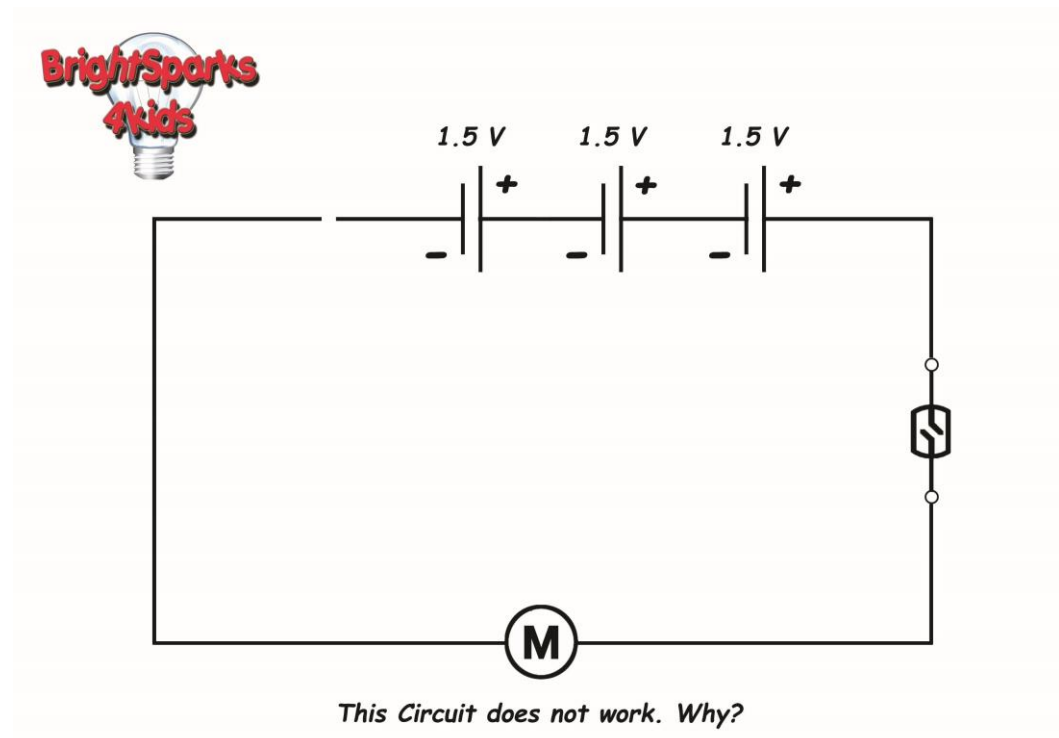 BrightSparks
4kids
1.5 V 1.5 V 1.5 V
+ + +
- - -
M
This Circuit does not work. Why?